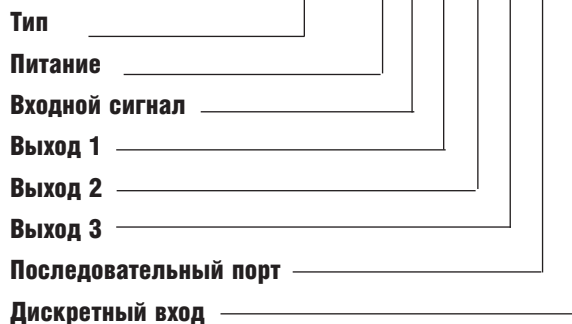 Тип
Питание
Входной сигнал
Выход 1
Выход 2
Выход 3
Последовательный порт
Дискретный вход